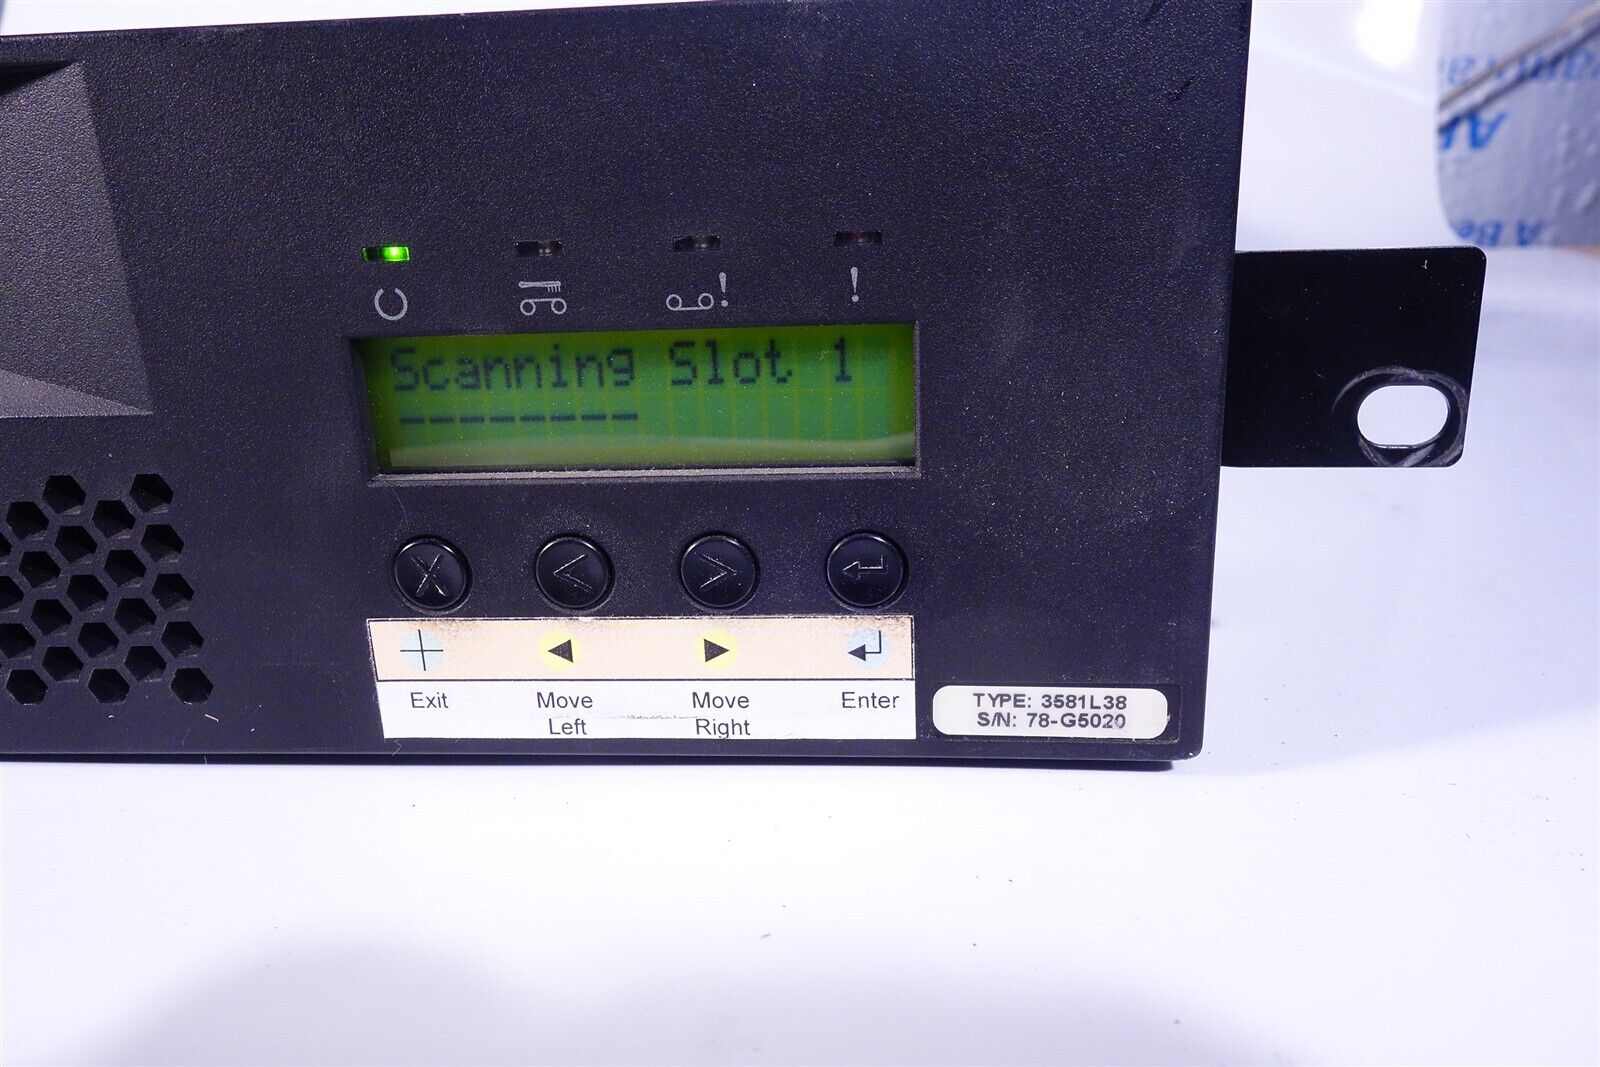 Scanning Slot 1
--------
Exit
Move Left
Move Right
Enter
TYPE: 3581L38
S/N: 78-G5020